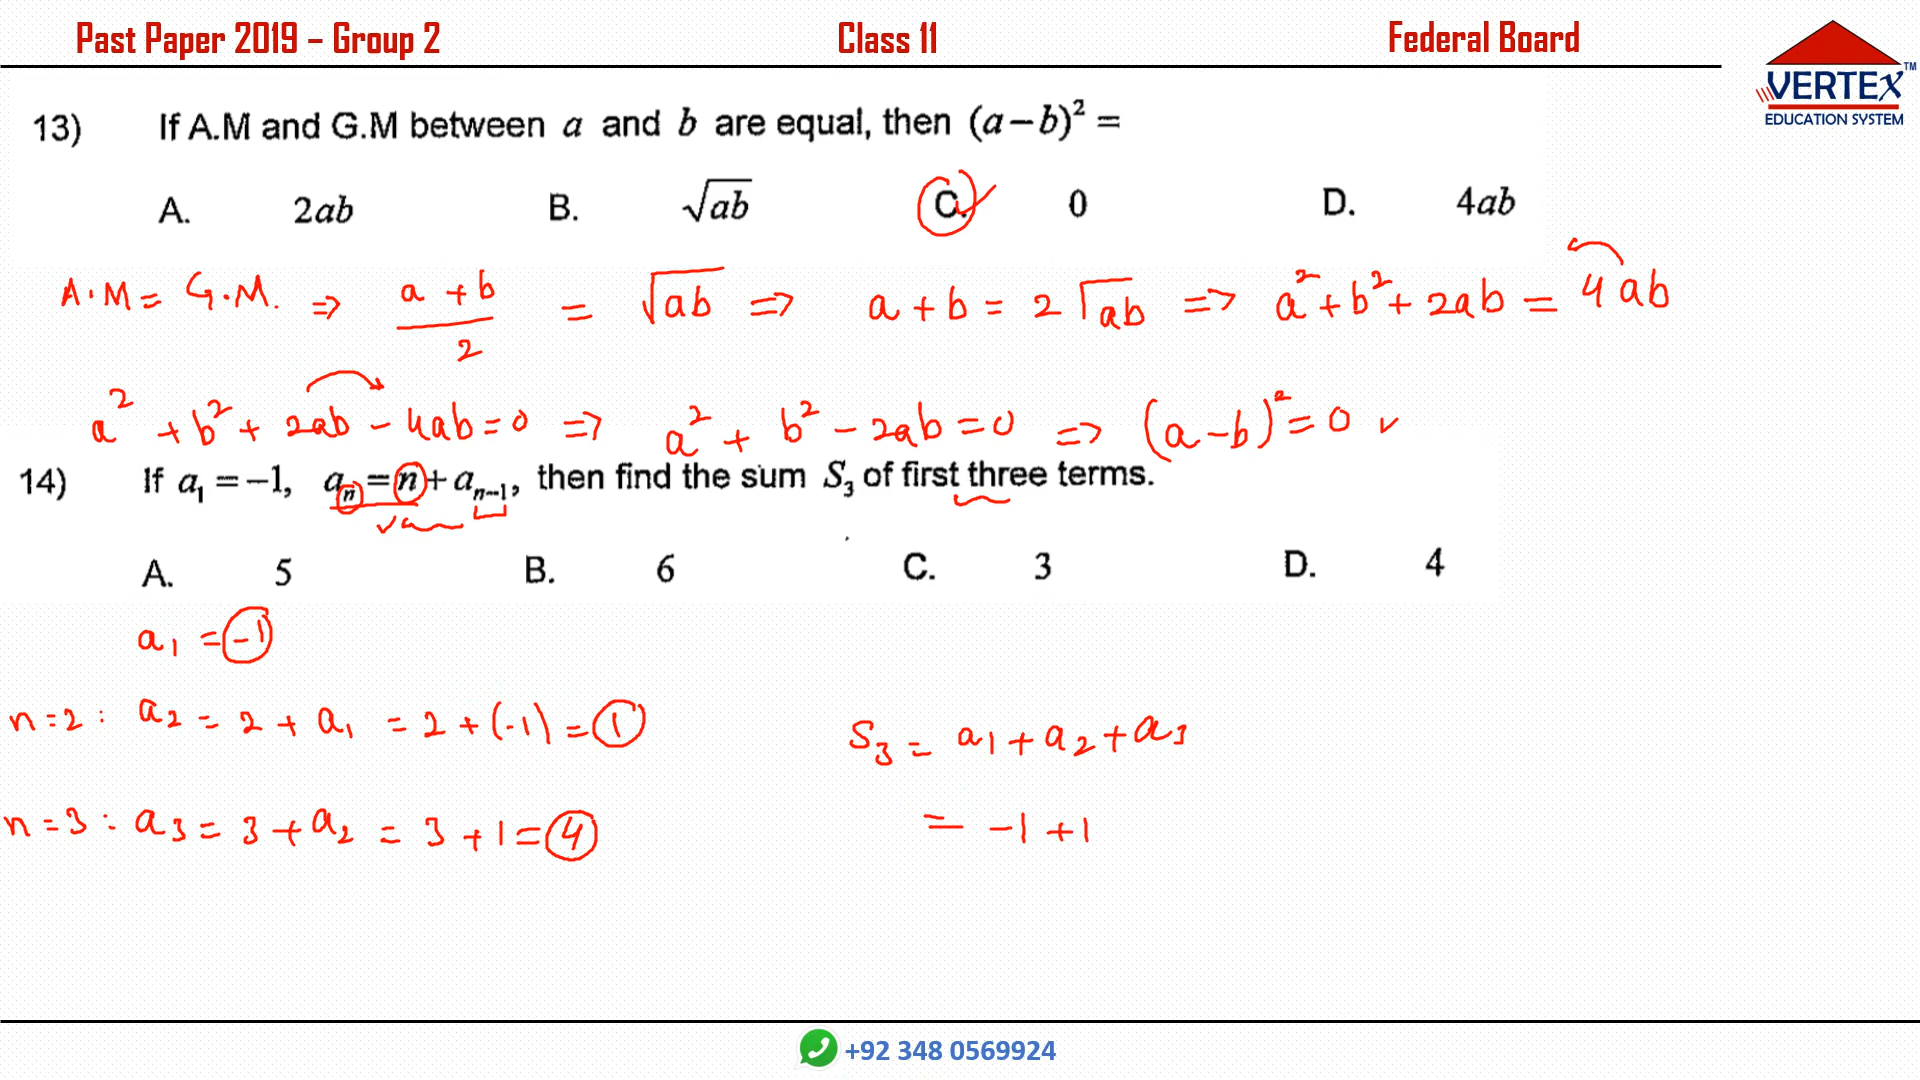 Past Paper 2019 – Group 2 Class 11 Federal Board
VERTEX TM
EDUCATION SYSTEM
13) If A.M and G.M between a and b are equal, then (a−b)² =
A. 2ab B. √ab C. 0 D. 4ab
A.M = G.M. ⇒ (a+b)/2 = √ab ⇒ a+b = 2√ab ⇒ a²+b²+2ab = 4ab
a²+b²+2ab−4ab=0 ⇒ a²+b²−2ab=0 ⇒ (a−b)²=0 ✓
14) If a₁ = −1, aₙ = n + aₙ₋₁, then find the sum S₃ of first three terms.
A. 5 B. 6 C. 3 D. 4
a₁ = −1
n=2: a₂ = 2 + a₁ = 2+(−1) = 1
S₃ = a₁+a₂+a₃
n=3: a₃ = 3+a₂ = 3+1 = 4
= −1+1
+92 348 0569924